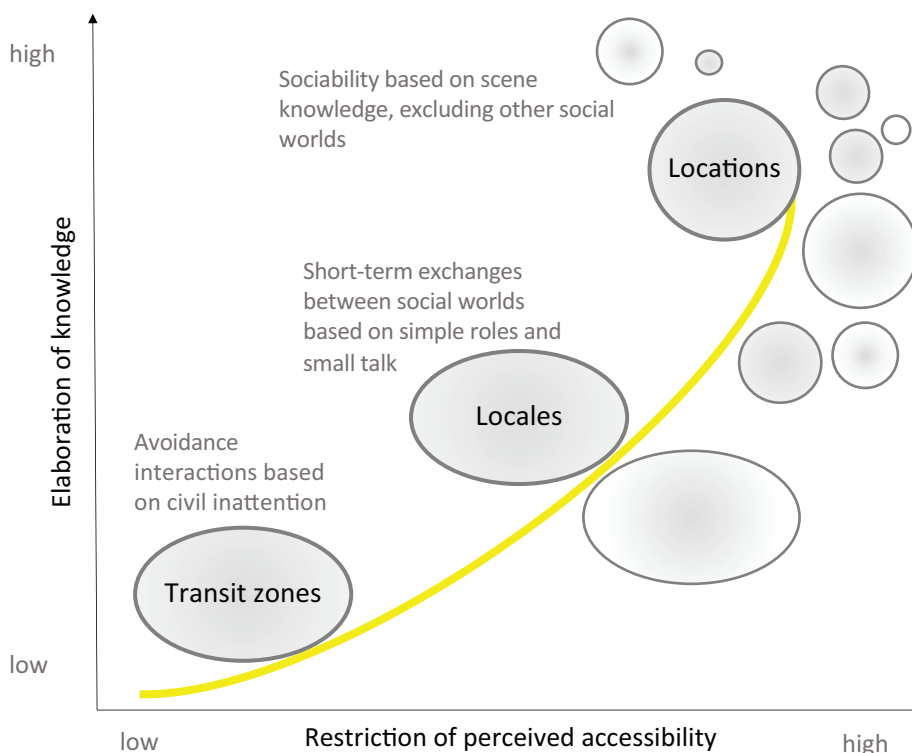 high
Sociability based on scene
knowledge, excluding other social
worlds
Locations
Elaboration of knowledge
Short-term exchanges
between social worlds
based on simple roles and
small talk
Locales
Avoidance
interactions based
on civil inattention
Transit zones
low
low
Restriction of perceived accessibility
high